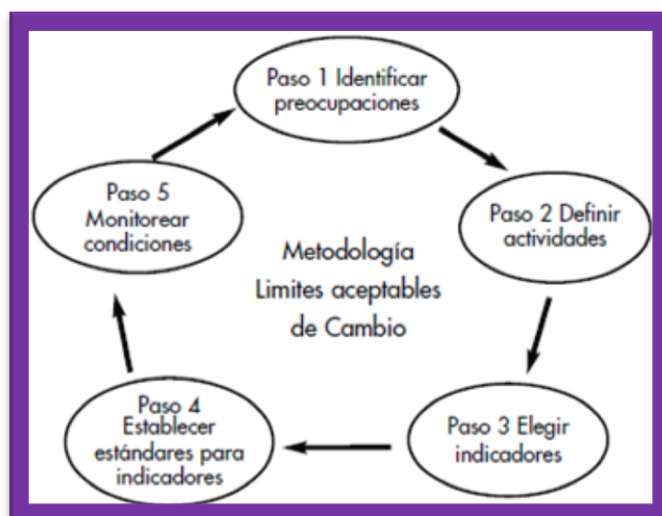 Paso 1 Identificar
preocupaciones
Paso 2 Definir
actividades
Paso 3 Elegir
indicadores
Paso 4
Establecer
estándares para
indicadores
Paso 5
Monitorear
condiciones
Metodología
Limites aceptables
de Cambio